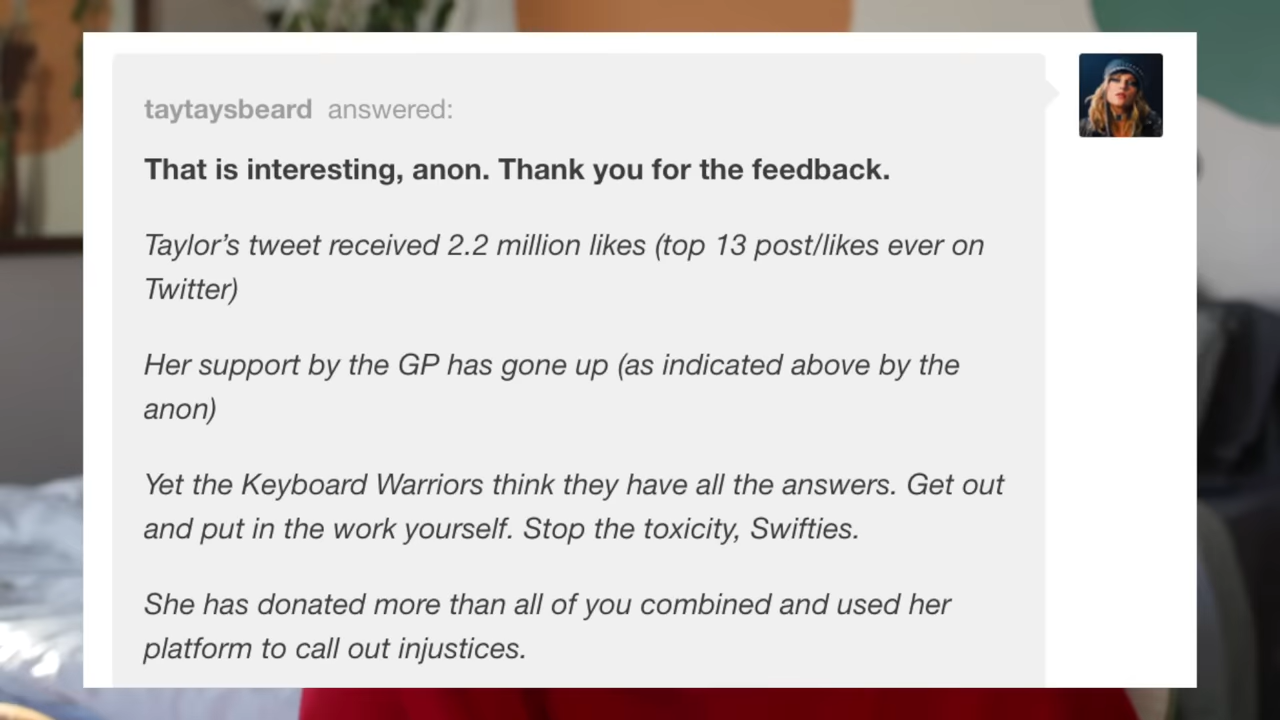 taytaysbeard answered:
That is interesting, anon. Thank you for the feedback.
Taylor’s tweet received 2.2 million likes (top 13 post/likes ever on
Twitter)
Her support by the GP has gone up (as indicated above by the
anon)
Yet the Keyboard Warriors think they have all the answers. Get out
and put in the work yourself. Stop the toxicity, Swifties.
She has donated more than all of you combined and used her
platform to call out injustices.